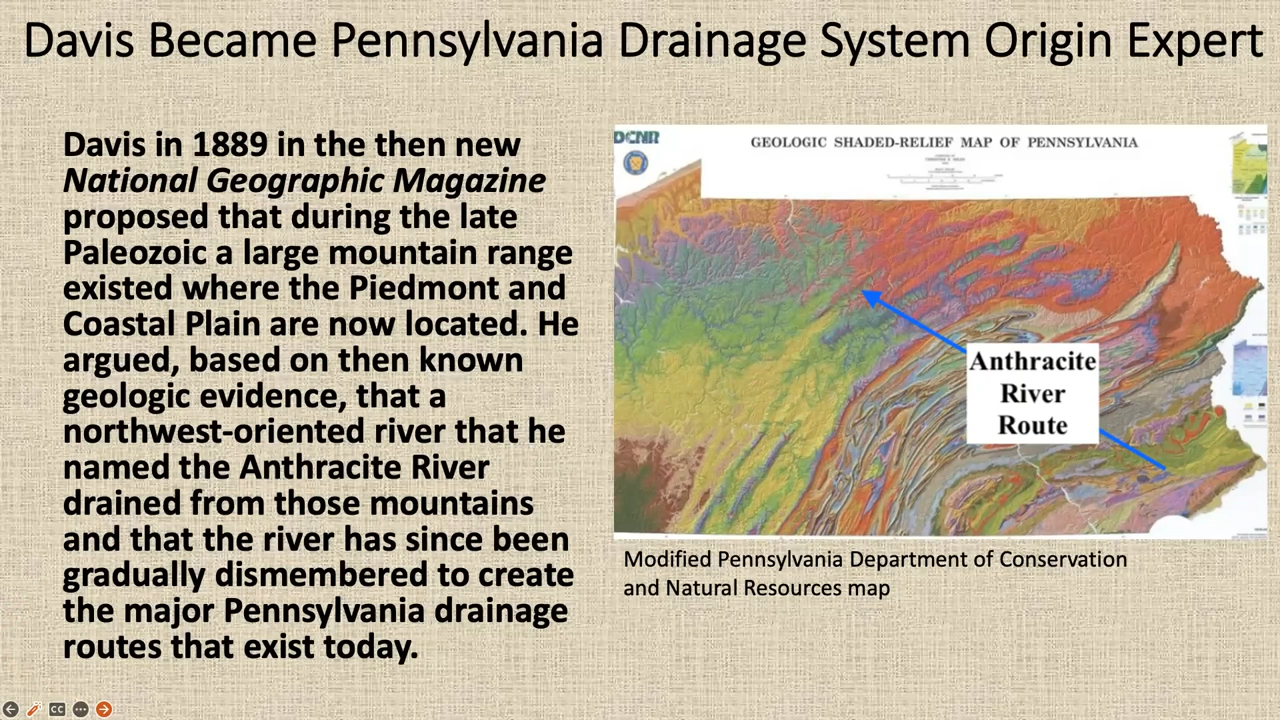 Davis Became Pennsylvania Drainage System Origin Expert
Davis in 1889 in the then new
National Geographic Magazine
proposed that during the late
Paleozoic a large mountain range
existed where the Piedmont and
Coastal Plain are now located. He
argued, based on then known
geologic evidence, that a
northwest-oriented river that he
named the Anthracite River
drained from those mountains
and that the river has since been
gradually dismembered to create
the major Pennsylvania drainage
routes that exist today.
DCNR
GEOLOGIC SHADED-RELIEF MAP OF PENNSYLVANIA
Anthracite
River
Route
Modified Pennsylvania Department of Conservation
and Natural Resources map
CC